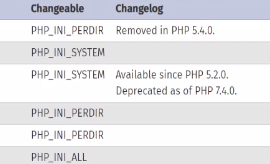 Changeable Changelog
PHP_INI_PERDIR Removed in PHP 5.4.0.
PHP_INI_SYSTEM
PHP_INI_SYSTEM Available since PHP 5.2.0.
Deprecated as of PHP 7.4.0.
PHP_INI_PERDIR
PHP_INI_PERDIR
PHP_INI_ALL